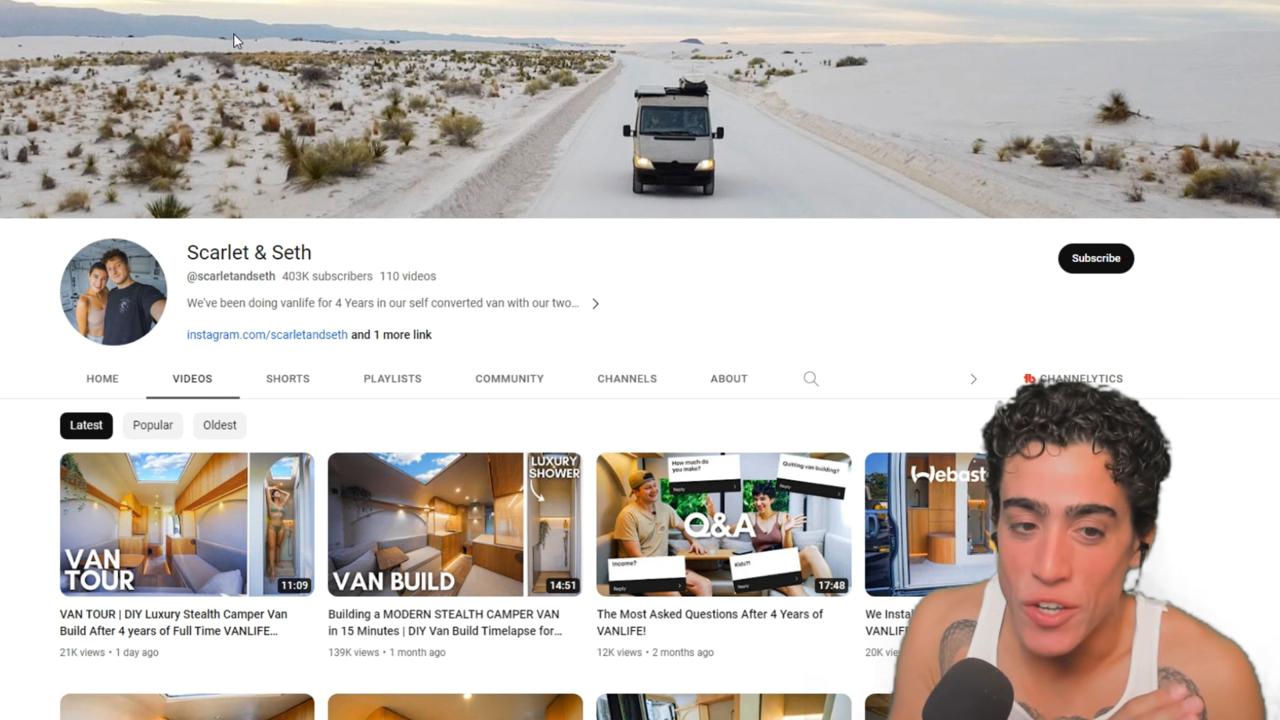 Scarlet & Seth
@scarletandseth 403K subscribers 110 videos
We've been doing vanlife for 4 Years in our self converted van with our two...
instagram.com/scarletandseth and 1 more link
Subscribe
HOME VIDEOS SHORTS PLAYLISTS COMMUNITY CHANNELS ABOUT CHANNELYTICS
Latest Popular Oldest
VAN
TOUR
11:09
LUXURY
SHOWER
VAN BUILD
14:51
How much do
you make?
Reply
Quitting van building?
Reply
Q&A
Income?
Reply
Kids?!
Reply
17:48
Webast
VAN TOUR | DIY Luxury Stealth Camper Van
Build After 4 years of Full Time VANLIFE...
21K views • 1 day ago
Building a MODERN STEALTH CAMPER VAN
in 15 Minutes | DIY Van Build Timelapse for...
139K views • 1 month ago
The Most Asked Questions After 4 Years of
VANLIFE!
12K views • 2 months ago
We Instal
VANLIF
20K vie